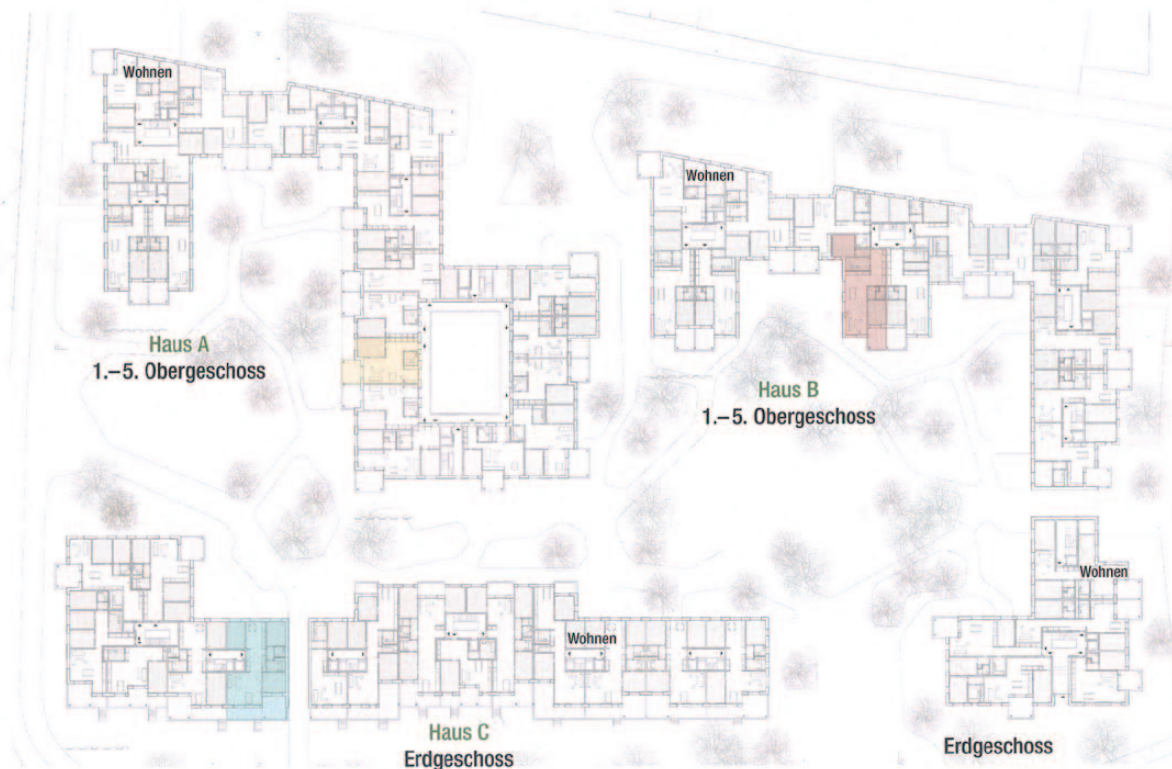 Wohnen
Wohnen
Haus A
1.–5. Obergeschoss
Haus B
1.–5. Obergeschoss
Wohnen
Wohnen
Haus C
Erdgeschoss
Erdgeschoss